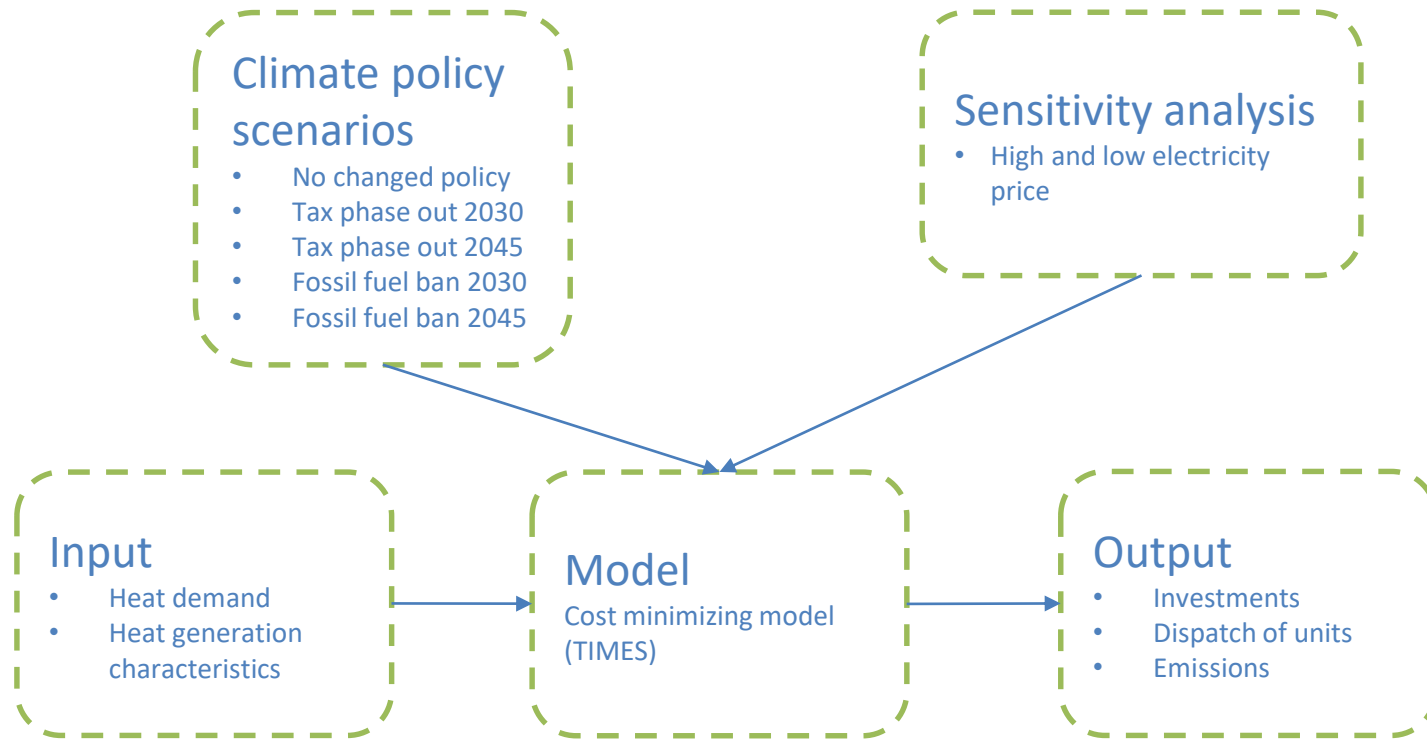 Climate policy
scenarios
• No changed policy
• Tax phase out 2030
• Tax phase out 2045
• Fossil fuel ban 2030
• Fossil fuel ban 2045
Sensitivity analysis
• High and low electricity
price
Input
• Heat demand
• Heat generation
characteristics
Model
Cost minimizing model
(TIMES)
Output
• Investments
• Dispatch of units
• Emissions